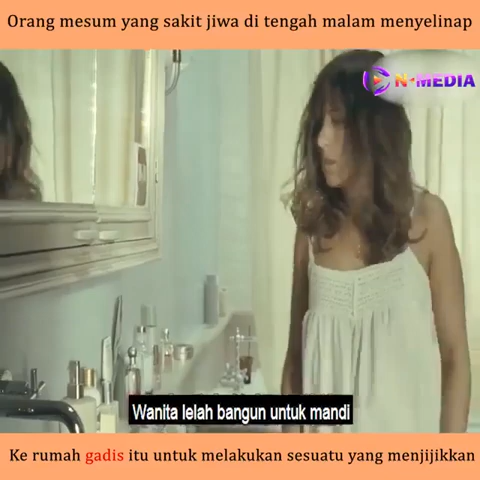 Orang mesum yang sakit jiwa di tengah malam menyelinap
N-MEDIA
Wanita lelah bangun untuk mandi
Ke rumah gadis itu untuk melakukan sesuatu yang menjijikkan